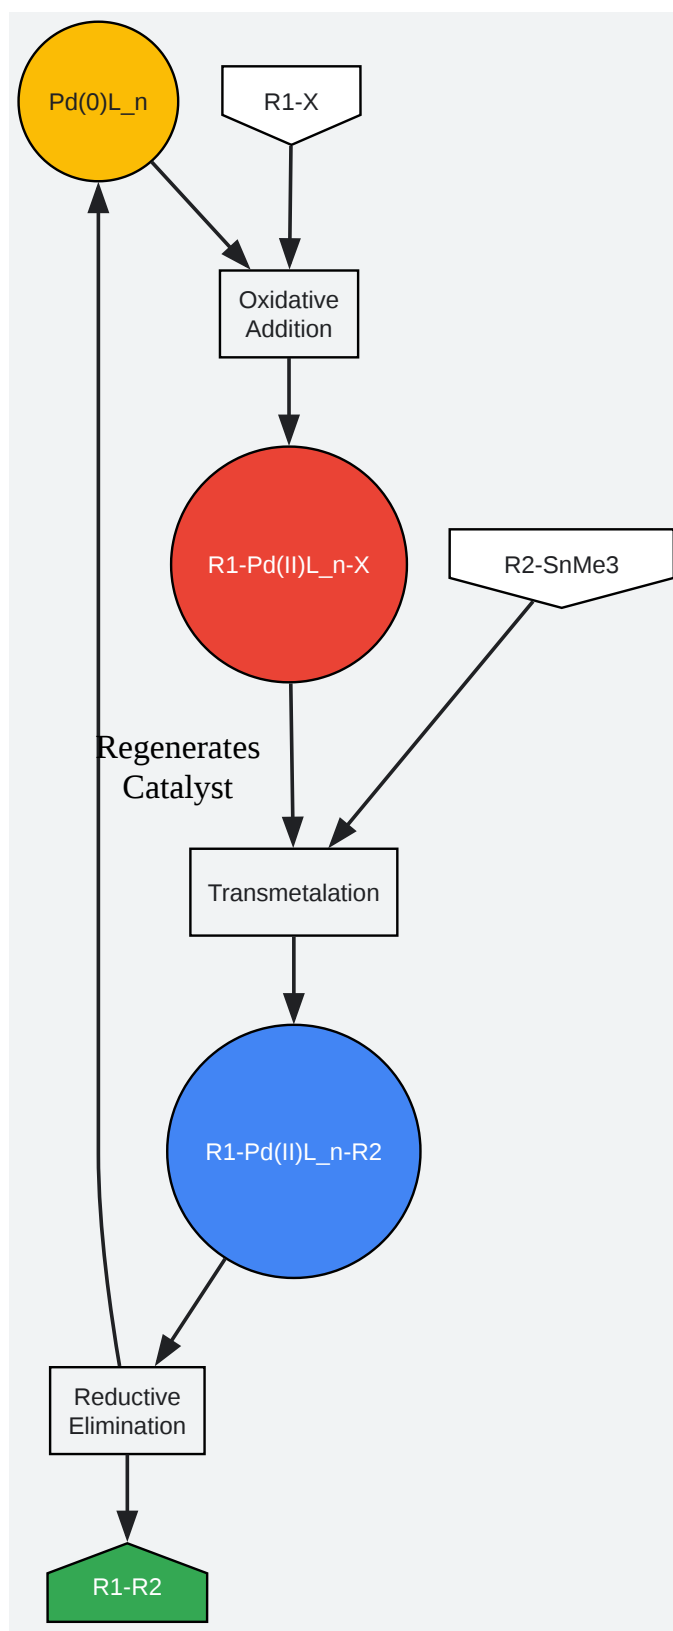 Pd(0)L_n
R1-X
Oxidative
Addition
R1-Pd(II)L_n-X
R2-SnMe3
Regenerates
Catalyst
Transmetalation
R1-Pd(II)L_n-R2
Reductive
Elimination
R1-R2